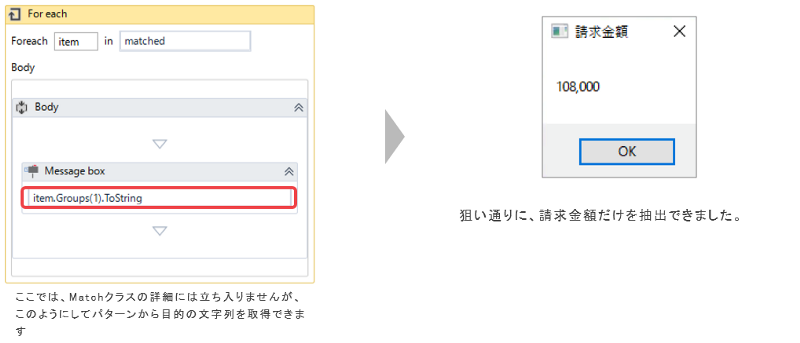 For each
Foreach item in matched
Body
Body
Message box
item.Groups(1).ToString
ここでは、Matchクラスの詳細には立ち入りませんが、
このようにしてパターンから目的の文字列を取得できま
す
請求金額
108,000
OK
狙い通りに、請求金額だけを抽出できました。